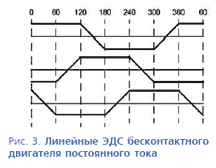 0 60 120 180 240 300 360 60
Рис. 3. Линейные ЭДС бесконтактного
двигателя постоянного тока